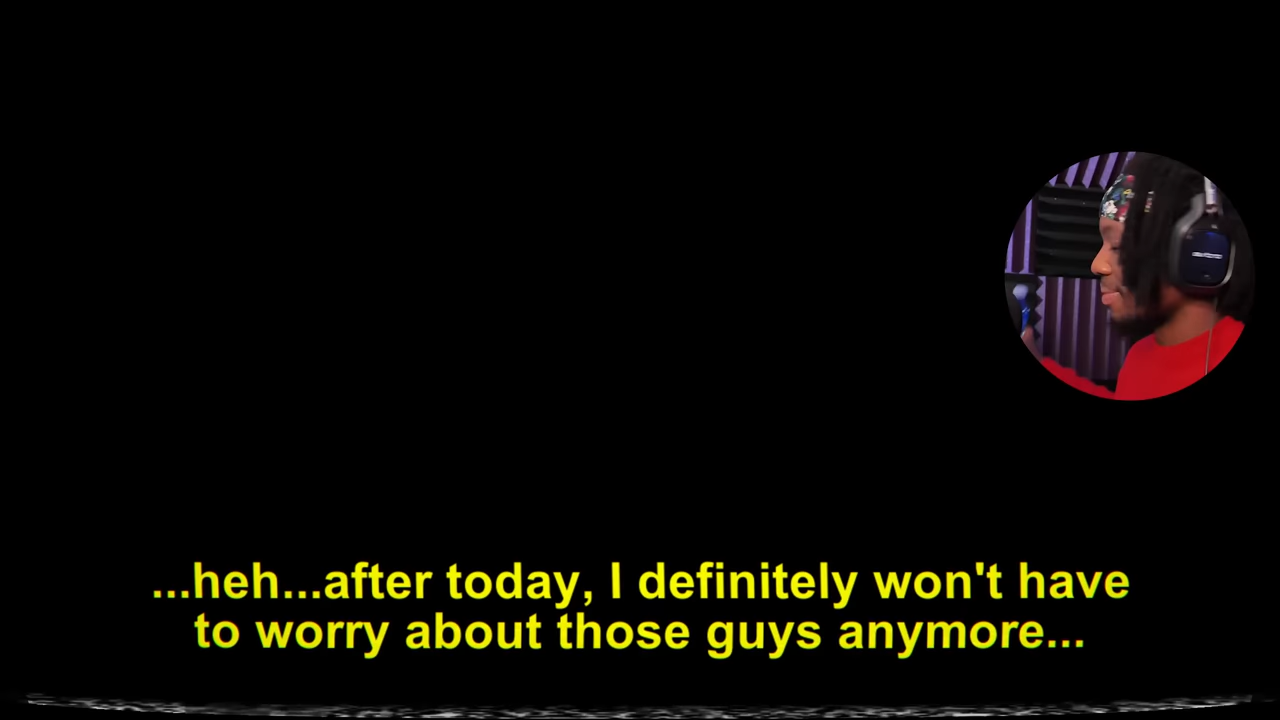 ...heh...after today, I definitely won't have
to worry about those guys anymore...